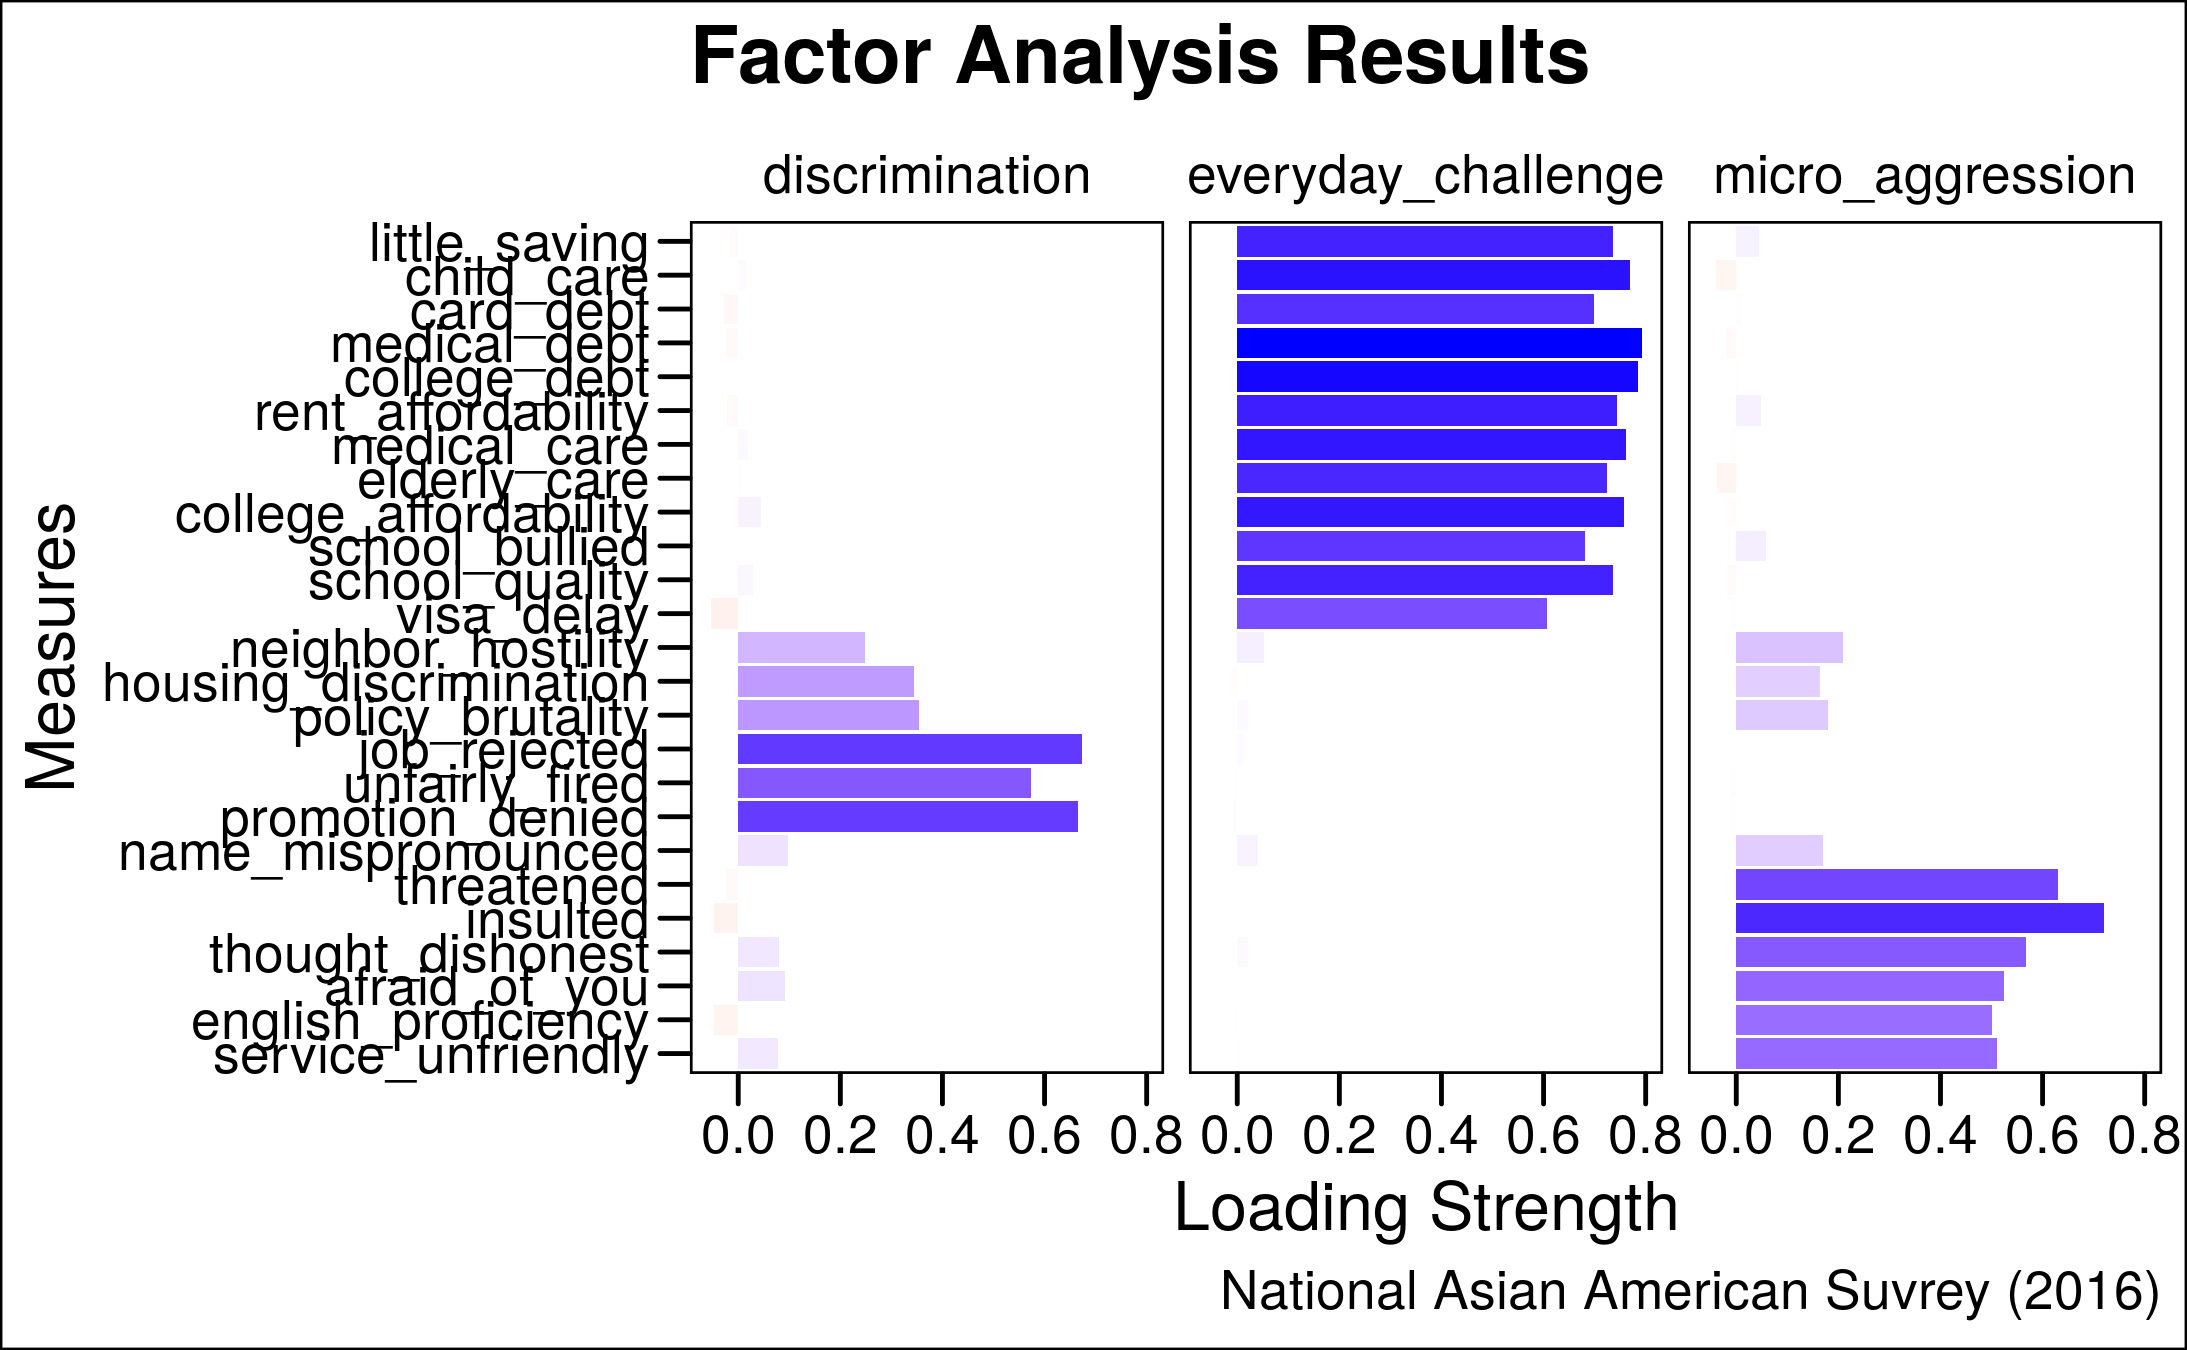 Factor Analysis Results
discrimination everyday_challenge micro_aggression
little_saving
child_care
card_debt
medical_debt
college_debt
rent_affordability
medical_care
elderly_care
college_affordability
school_bullied
school_quality
visa_delay
neighbor_hostility
housing_discrimination
policy_brutality
job_rejected
unfairly_fired
promotion_denied
name_mispronounced
threatened
insulted
thought_dishonest
afraid_of_you
english_proficiency
service_unfriendly
Measures
0.0 0.2 0.4 0.6 0.8 0.0 0.2 0.4 0.6 0.8 0.0 0.2 0.4 0.6 0.8
Loading Strength
National Asian American Suvrey (2016)